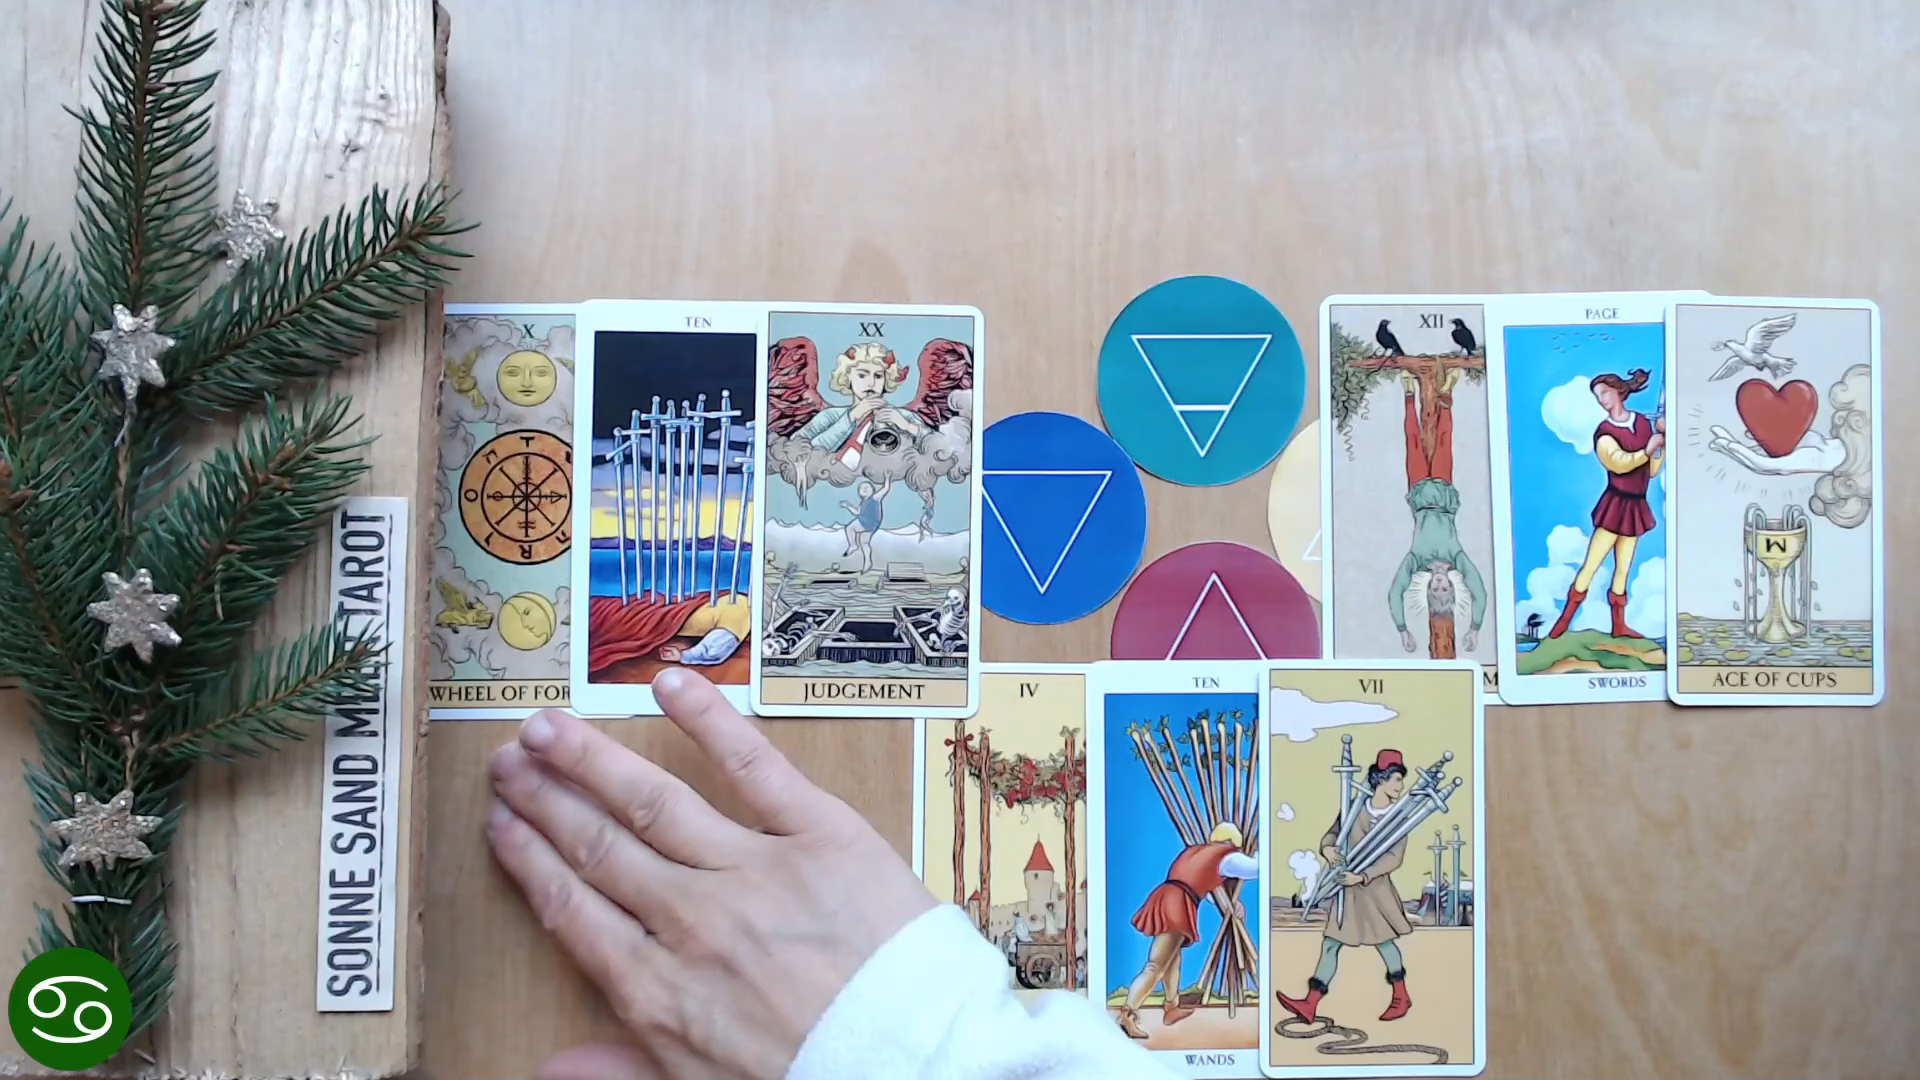 SONNE SAND MEER TAROT
X
WHEEL OF FOR
TEN
XX
JUDGEMENT
XII
PAGE
SWORDS
ACE OF CUPS
IV
TEN
WANDS
VII